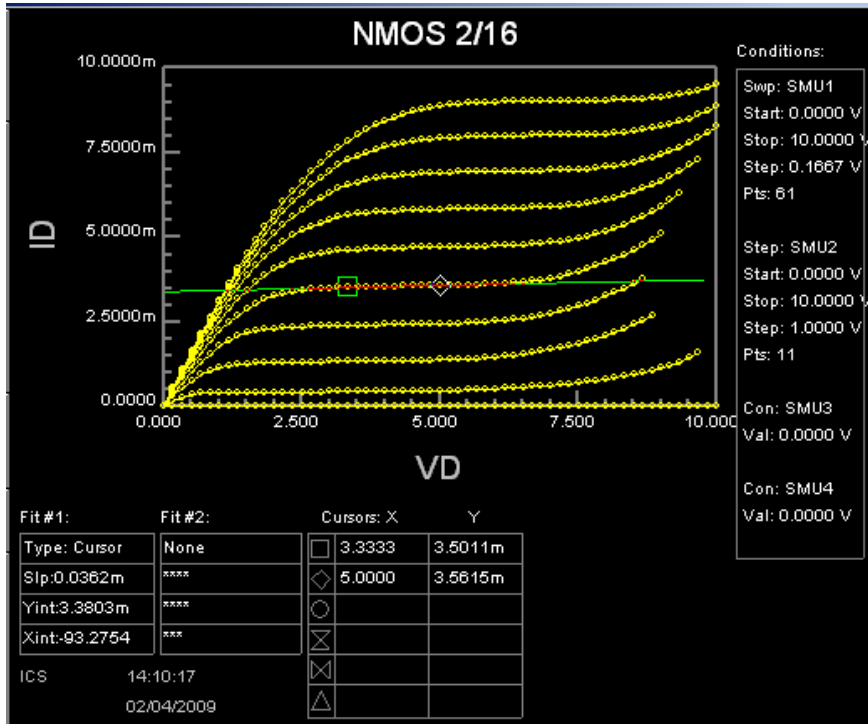 NMOS 2/16
Conditions:
10.0000m
7.5000m
5.0000m
2.5000m
0.0000
ID
0.000
2.500
5.000
7.500
10.000
VD
Swp: SMU1
Start: 0.0000 V
Stop: 10.0000 V
Step: 0.1667 V
Pts: 61
Step: SMU2
Start: 0.0000 V
Stop: 10.0000 V
Step: 1.0000 V
Pts: 11
Con: SMU3
Val: 0.0000 V
Con: SMU4
Val: 0.0000 V
Fit #1: Fit #2: Cursors: X Y
Type: Cursor None 3.3333 3.5011m
Slp:0.0362m **** 5.0000 3.5615m
Yint:3.3803m ****
Xint:-93.2754 ***
ICS 14:10:17
02/04/2009